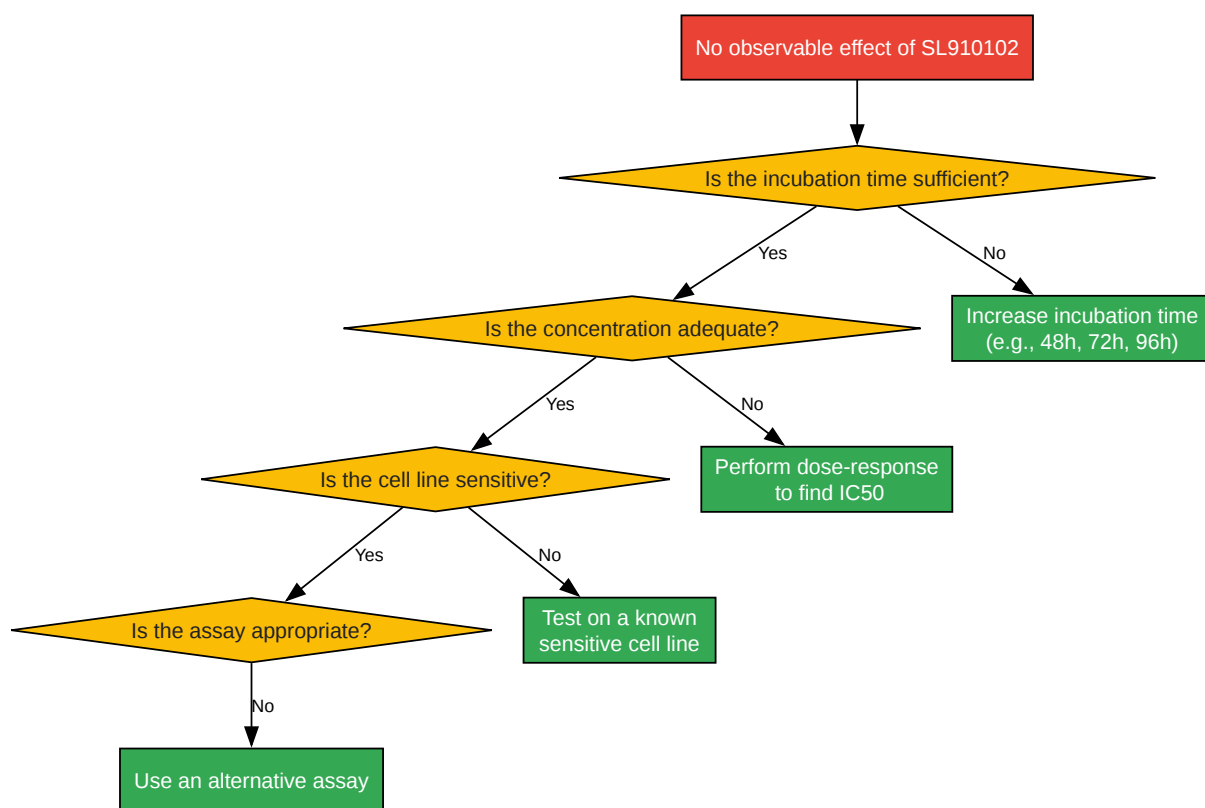 No observable effect of SL910102
Is the incubation time sufficient?
Yes
No
Is the concentration adequate?
Increase incubation time
(e.g., 48h, 72h, 96h)
Yes
No
Is the cell line sensitive?
Perform dose-response
to find IC50
Yes
No
Is the assay appropriate?
Test on a known
sensitive cell line
No
Use an alternative assay